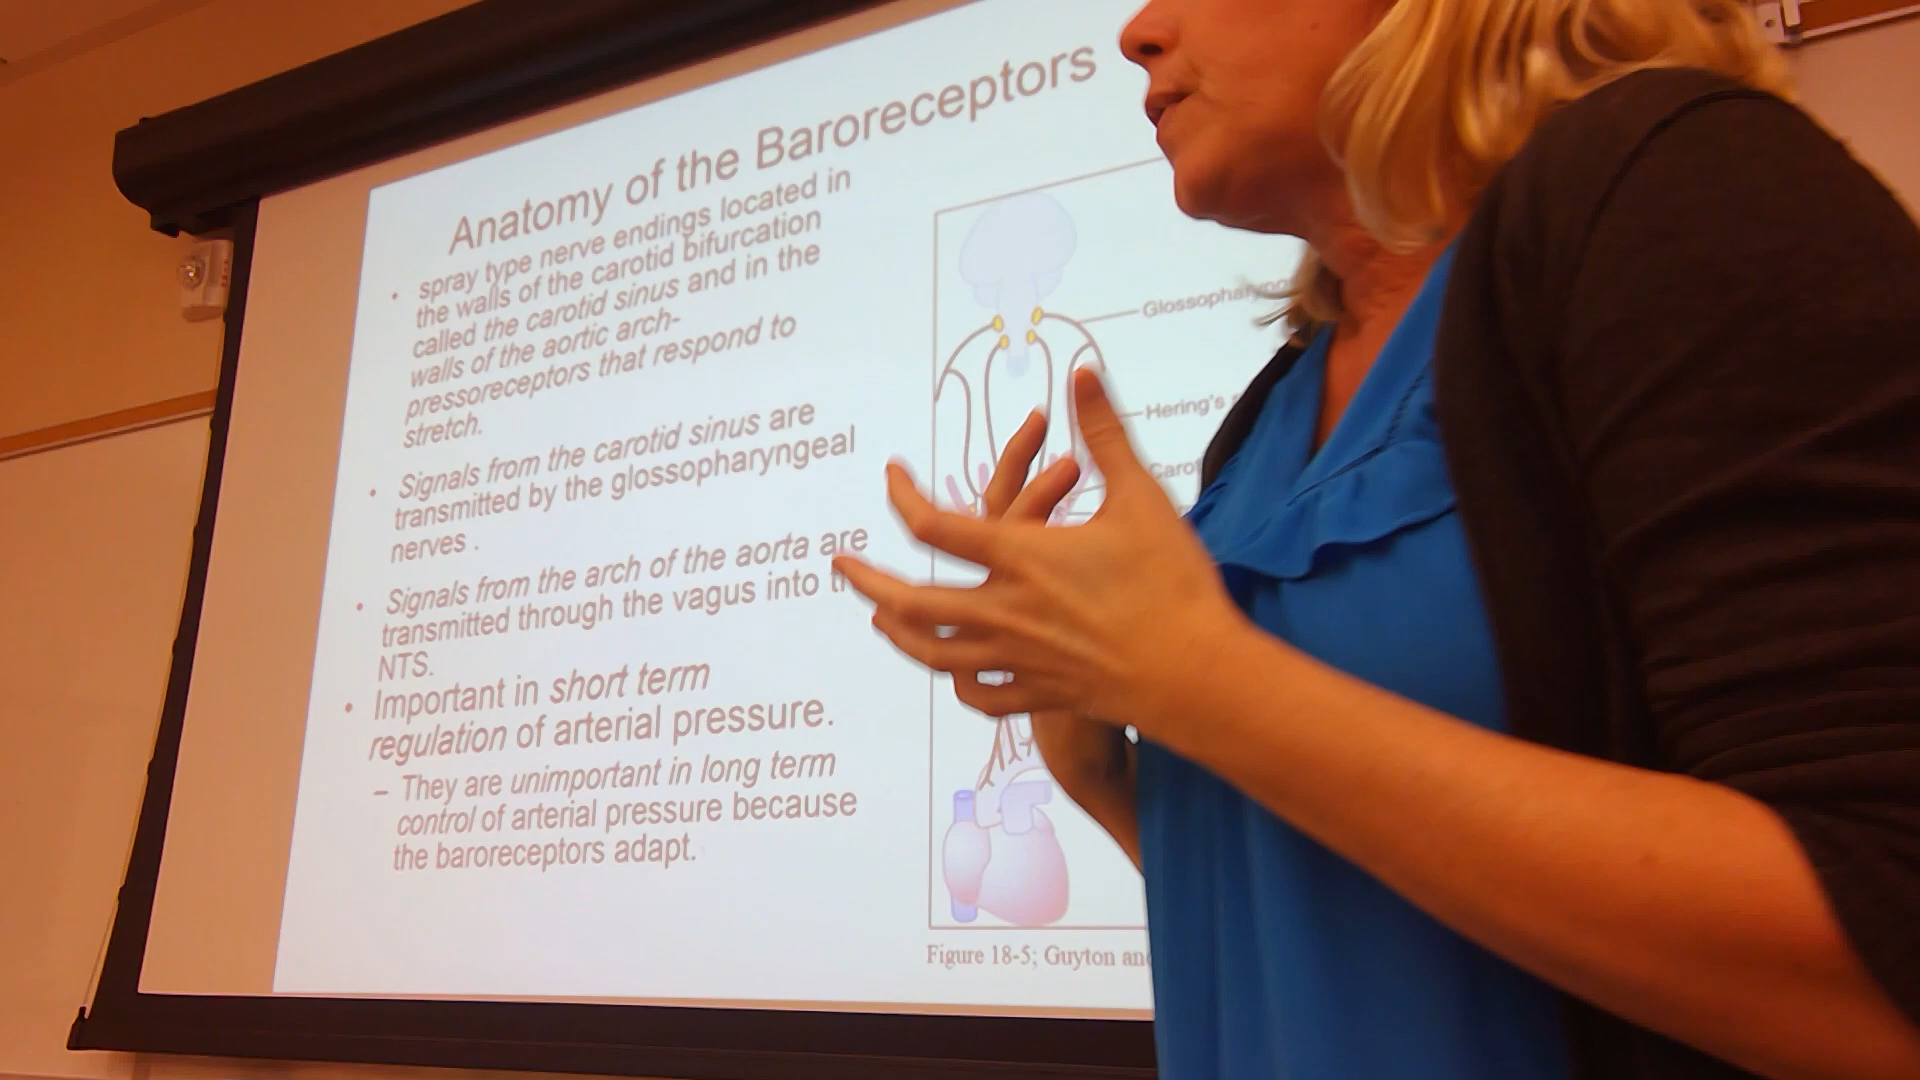 Anatomy of the Baroreceptors
• spray type nerve endings located in
the walls of the carotid bifurcation
called the carotid sinus and in the
walls of the aortic arch-
pressoreceptors that respond to
stretch.
• Signals from the carotid sinus are
transmitted by the glossopharyngeal
nerves .
• Signals from the arch of the aorta are
transmitted through the vagus into
NTS.
• Important in short term
regulation of arterial pressure.
– They are unimportant in long term
control of arterial pressure because
the baroreceptors adapt.
Hering's
Figure 18-5; Guyton